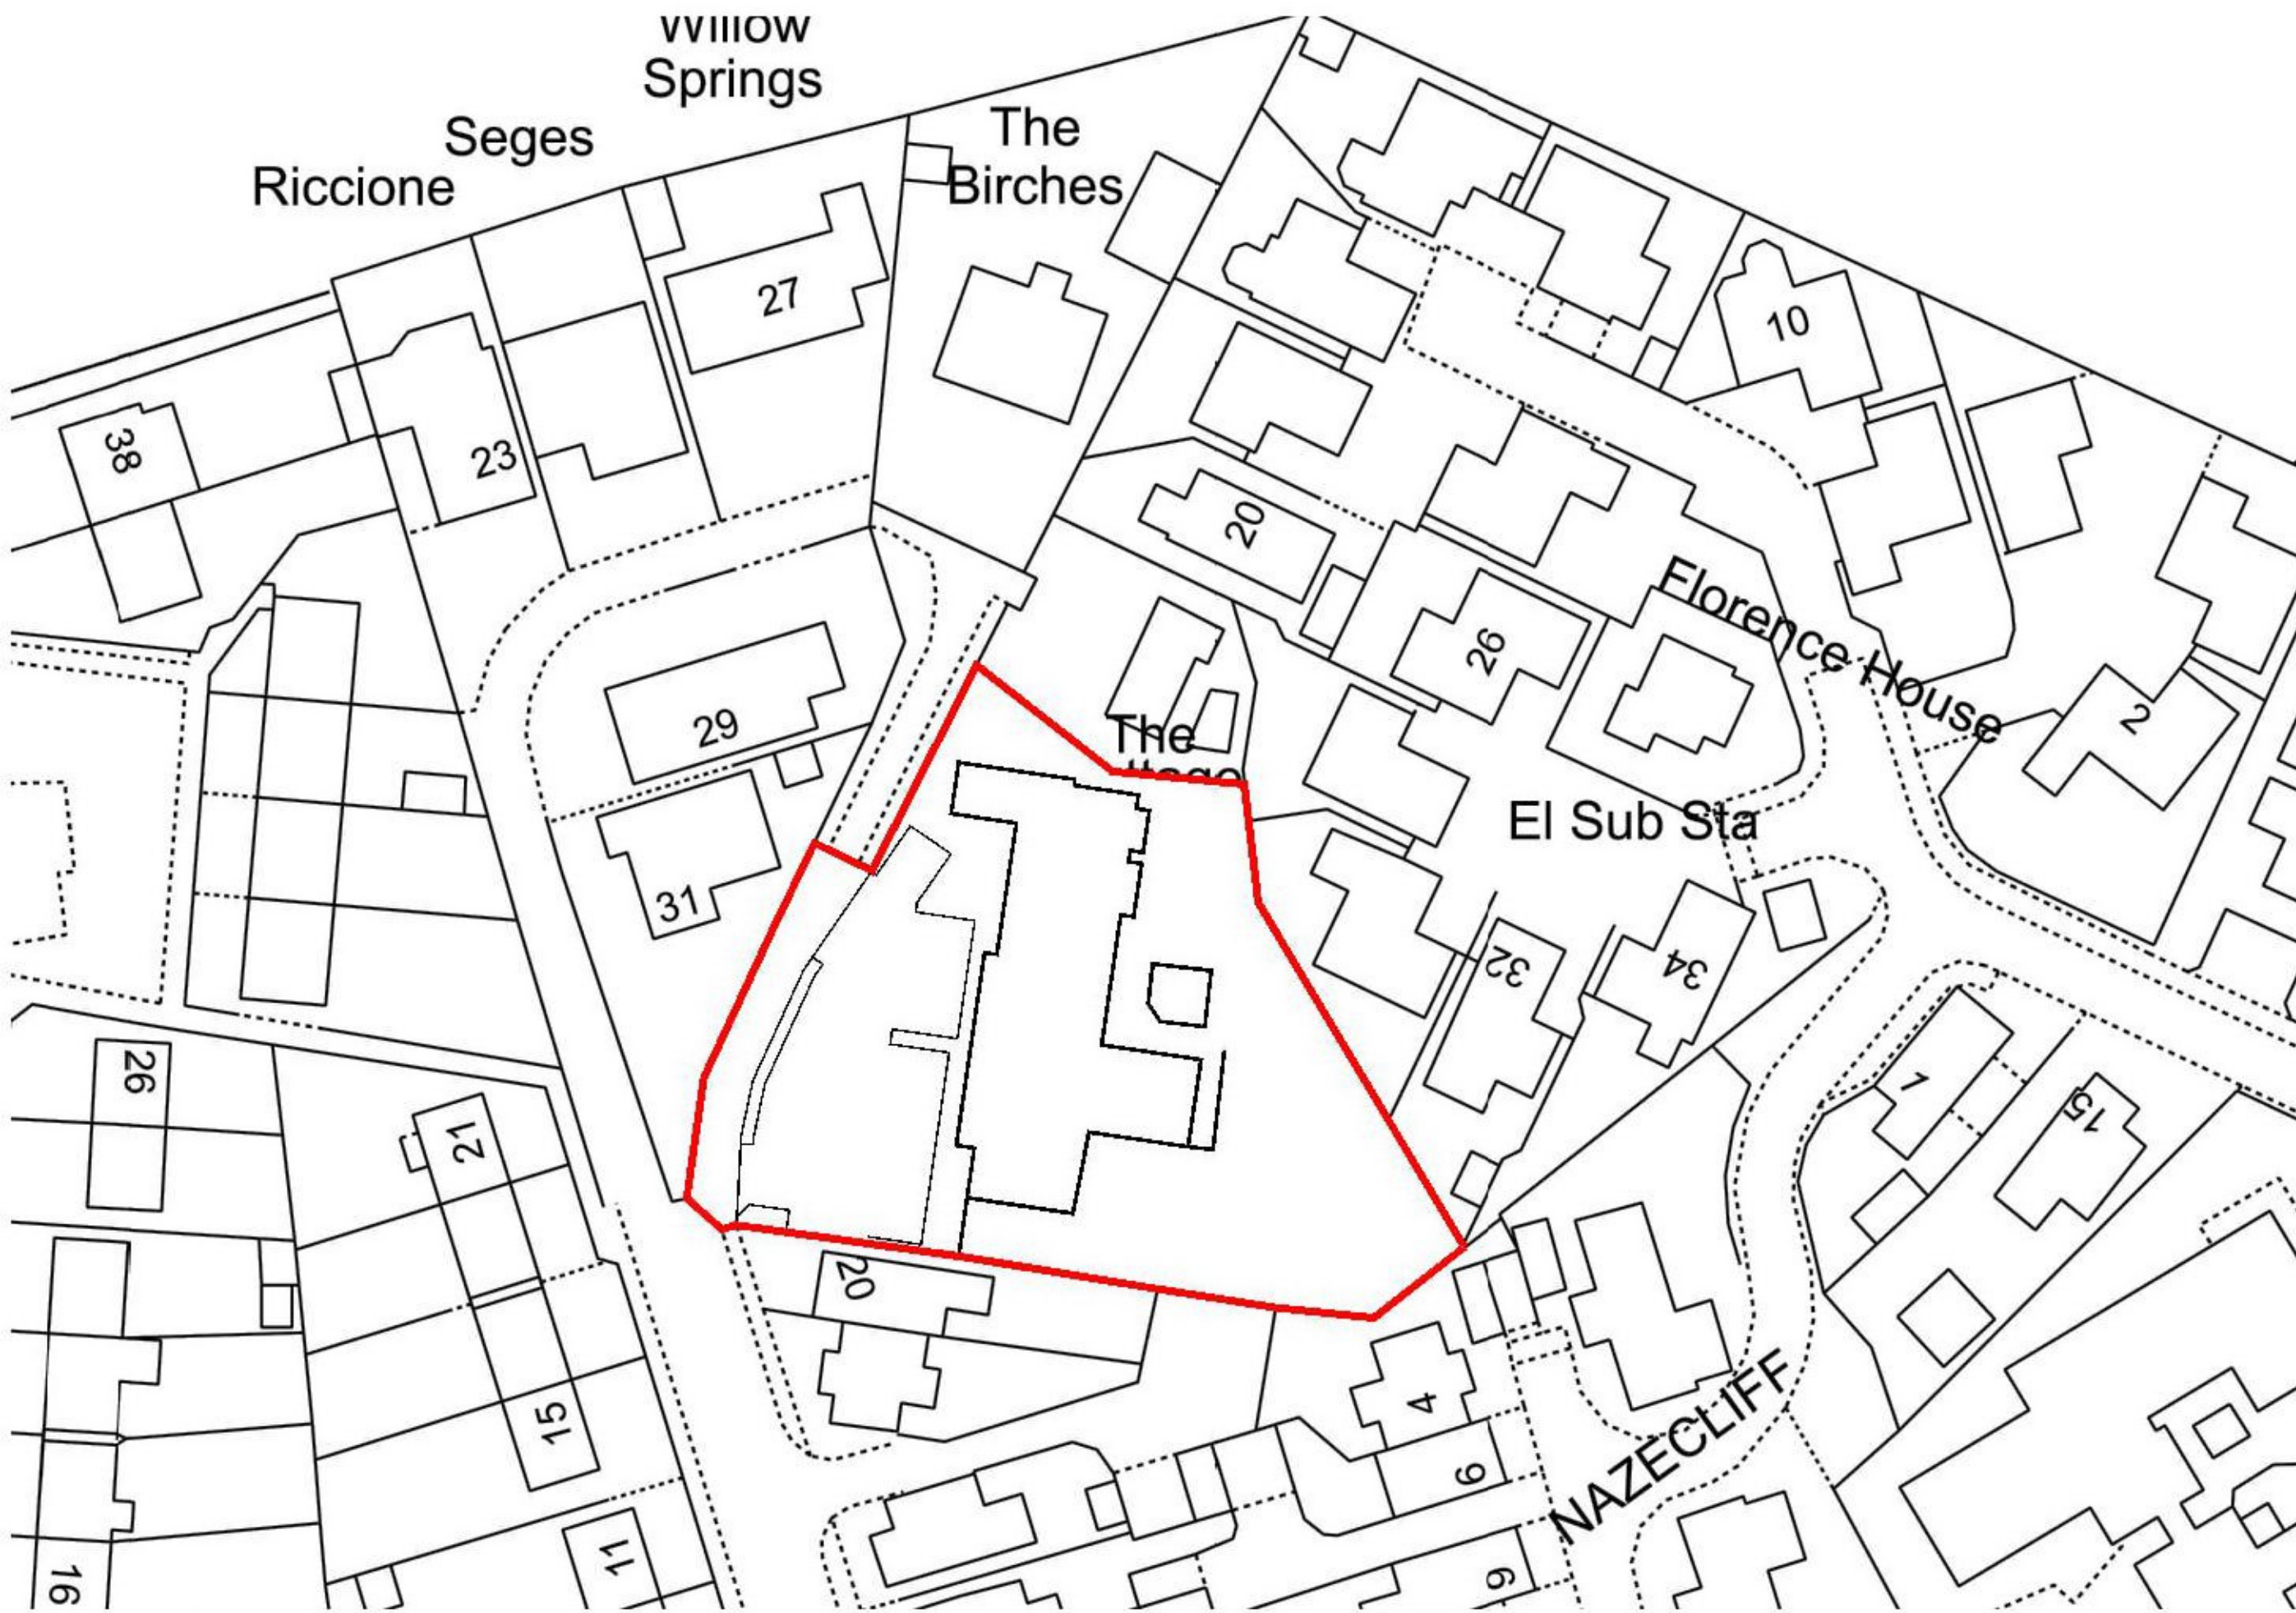 Willow
Springs
Seges
The
Riccione
Birches
27
10
38
23
20
Florence House
26
29
The
2
El Sub Sta
31
32
34
26
1
15
21
20
4
15
6
NAZECLIFF
11
9
16